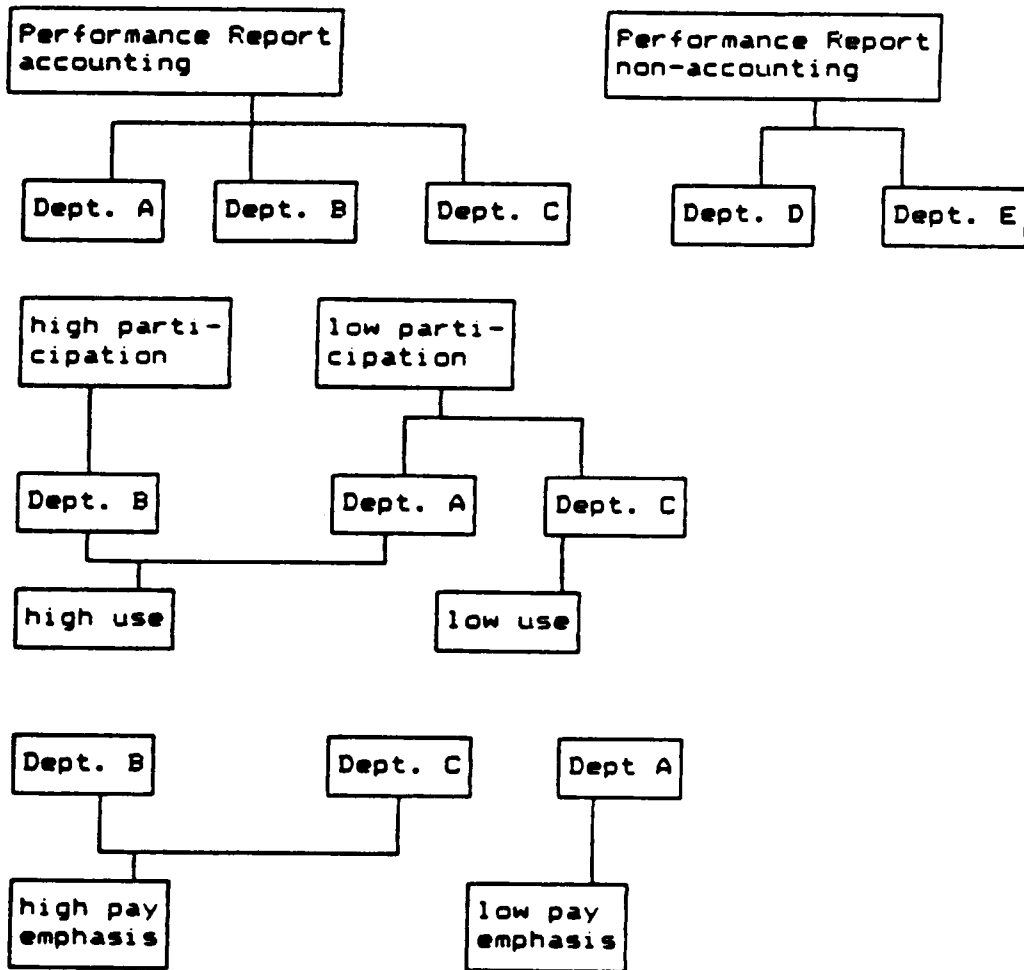 Performance Report
accounting
Performance Report
non-accounting
Dept. A
Dept. B
Dept. C
Dept. D
Dept. E
high parti-
cipation
low parti-
cipation
Dept. B
Dept. A
Dept. C
high use
low use
Dept. B
Dept. C
Dept A
high pay
emphasis
low pay
emphasis